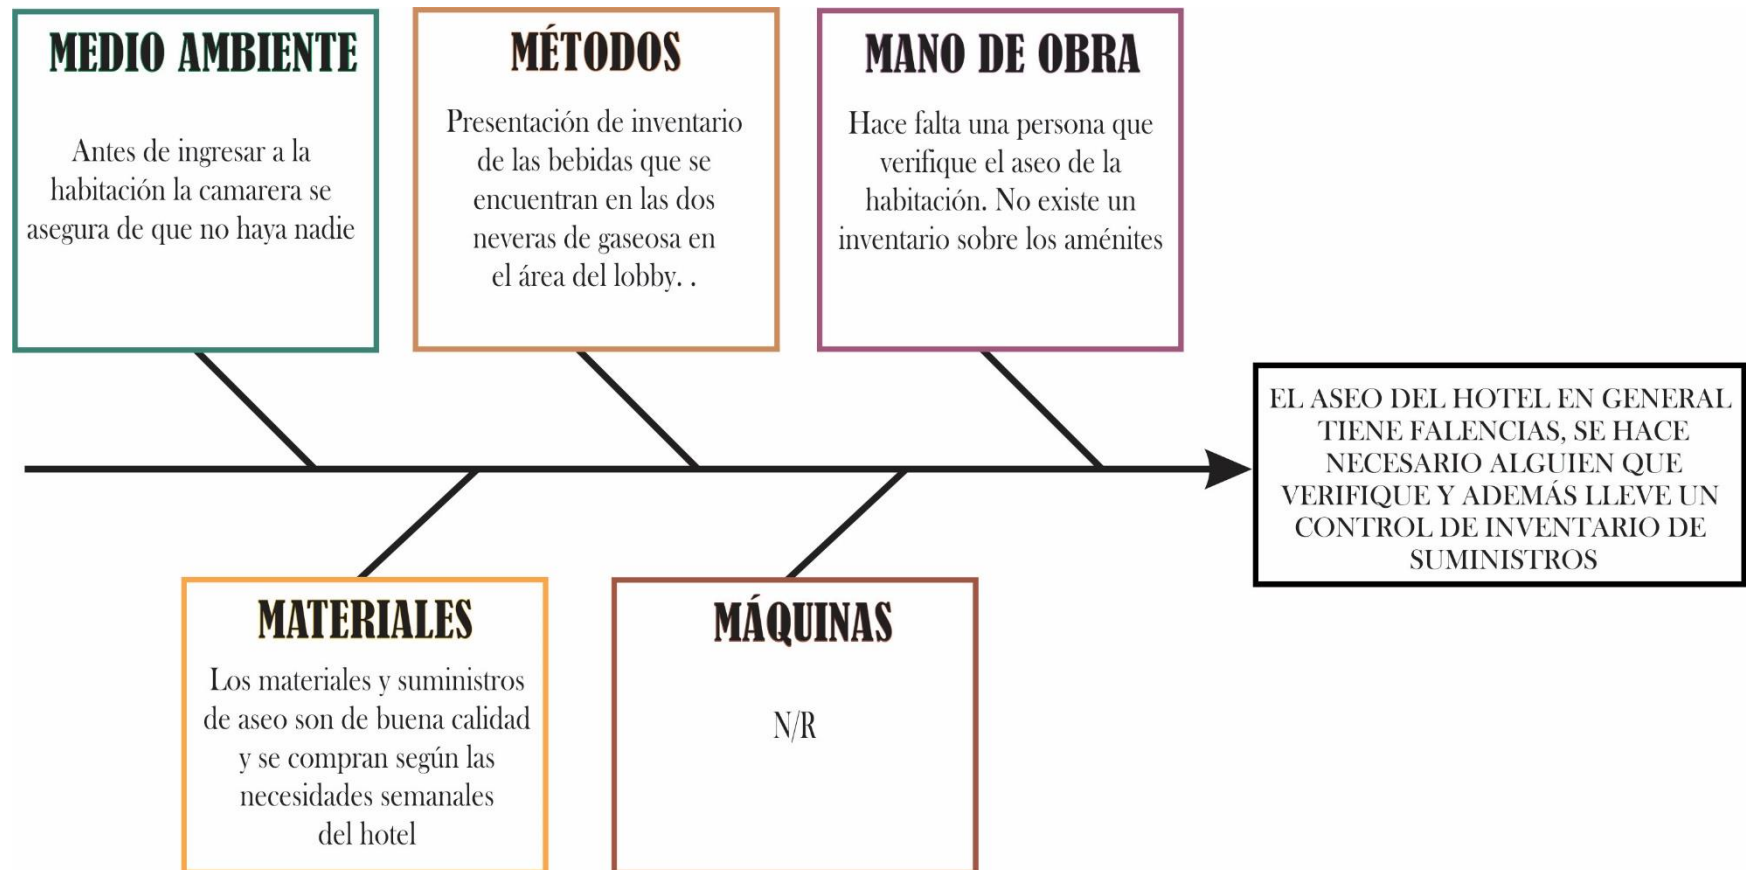 MEDIO AMBIENTE
Antes de ingresar a la
habitación la camarera se
asegura de que no haya nadie
MÉTODOS
Presentación de inventario
de las bebidas que se
encuentran en las dos
neveras de gaseosa en
el área del lobby. .
MANO DE OBRA
Hace falta una persona que
verifique el aseo de la
habitación. No existe un
inventario sobre los aménites
EL ASEO DEL HOTEL EN GENERAL
TIENE FALENCIAS, SE HACE
NECESARIO ALGUIEN QUE
VERIFIQUE Y ADEMÁS LLEVE UN
CONTROL DE INVENTARIO DE
SUMINISTROS
MATERIALES
Los materiales y suministros
de aseo son de buena calidad
y se compran según las
necesidades semanales
del hotel
MÁQUINAS
N/R